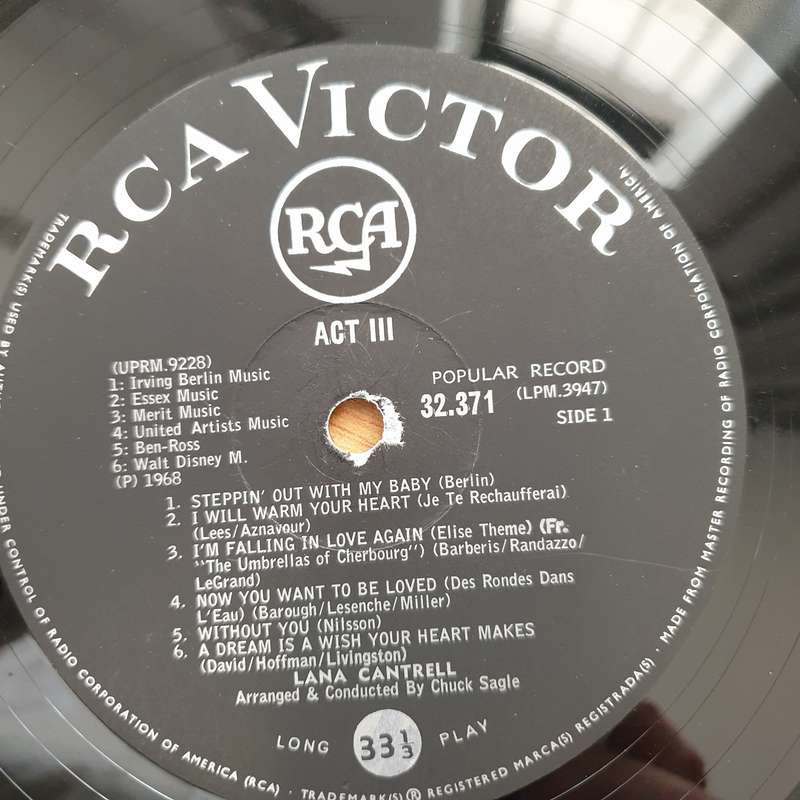 RCA VICTOR
RCA
ACT III
(UPRM.9228)
1: Irving Berlin Music
2: Essex Music
3: Merit Music
4: United Artists Music
5: Ben-Ross
6: Walt Disney M.
(P) 1968
POPULAR RECORD
32.371 (LPM.3947)
SIDE 1
1. STEPPIN' OUT WITH MY BABY (Berlin)
2. I WILL WARM YOUR HEART (Je Te Rechaufferai)
(Lees/Aznavour)
3. I'M FALLING IN LOVE AGAIN (Elise Theme) (Fr.
"The Umbrellas of Cherbourg") (Barberis/Randazzo/
LeGrand)
4. NOW YOU WANT TO BE LOVED (Des Rondes Dans
L'Eau) (Barough/Lesenche/Miller)
5. WITHOUT YOU (Nilsson)
6. A DREAM IS A WISH YOUR HEART MAKES
(David/Hoffman/Livingston)
LANA CANTRELL
Arranged & Conducted By Chuck Sagle
LONG 33 1/3 PLAY
TRADEMARK(S) USED BY
UNDER CONTROL OF RADIO CORPORATION OF AMERICA (RCA) · TRADEMARK(S) ® REGISTERED MARCA(S) REGISTRADA(S) · MADE FROM MASTER RECORDING OF RADIO CORPORATION OF AMERICA